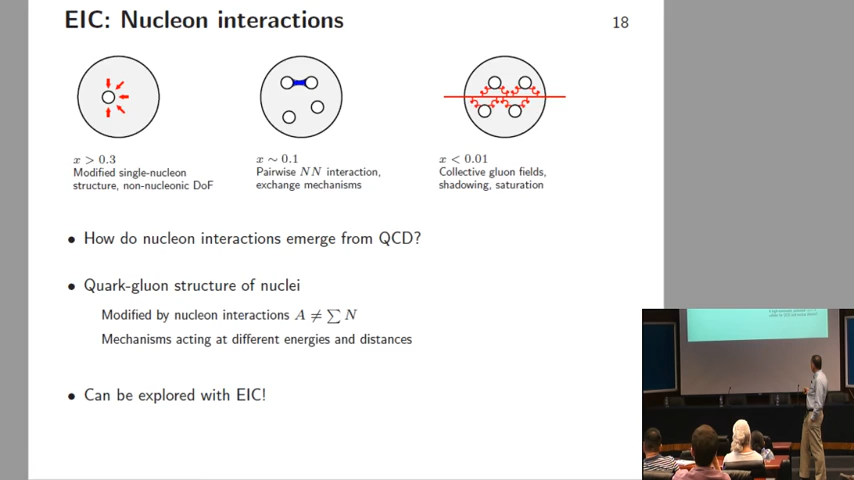 EIC: Nucleon interactions
18
x > 0.3
Modified single-nucleon
structure, non-nucleonic DoF
x ∼ 0.1
Pairwise NN interaction,
exchange mechanisms
x < 0.01
Collective gluon fields,
shadowing, saturation
• How do nucleon interactions emerge from QCD?
• Quark-gluon structure of nuclei
Modified by nucleon interactions A ≠ ∑ N
Mechanisms acting at different energies and distances
• Can be explored with EIC!